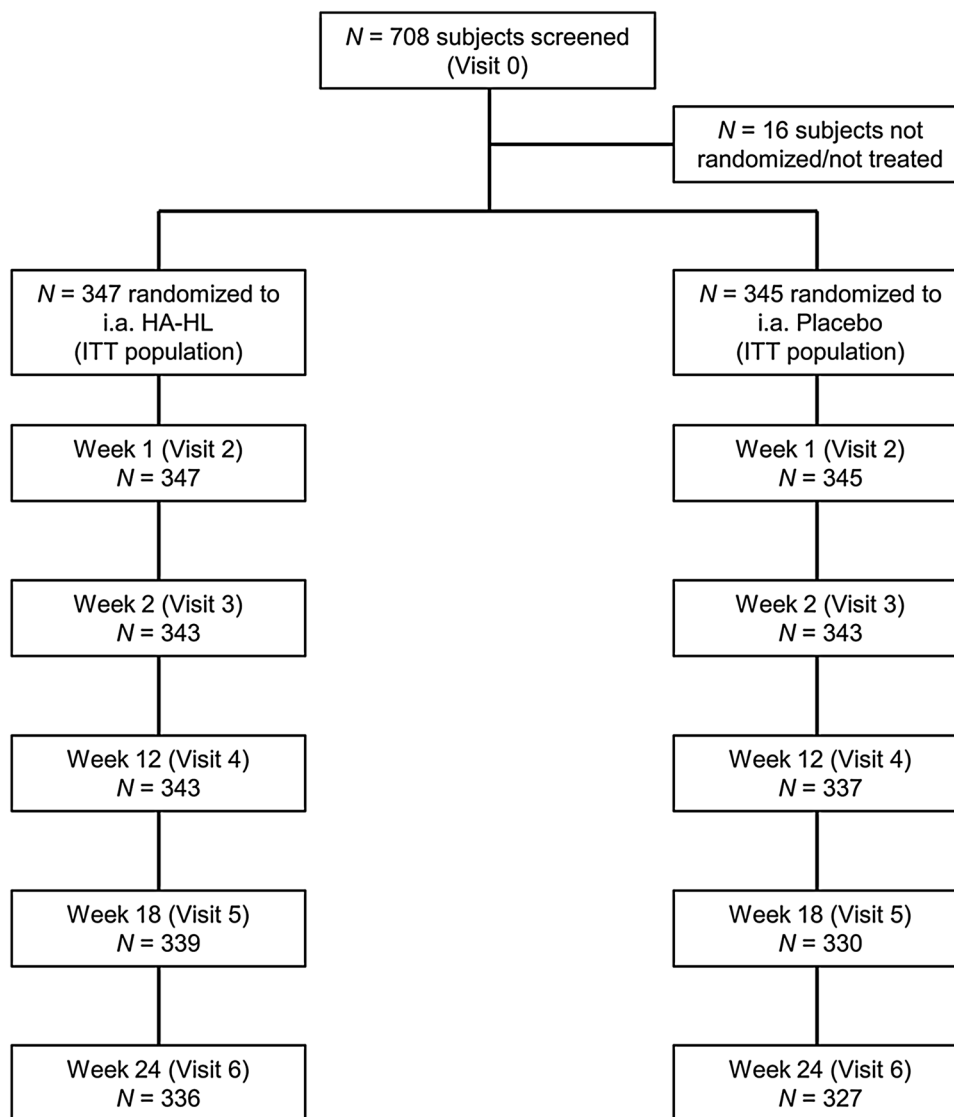 N = 708 subjects screened
(Visit 0)
N = 16 subjects not
randomized/not treated
N = 347 randomized to
i.a. HA-HL
(ITT population)
N = 345 randomized to
i.a. Placebo
(ITT population)
Week 1 (Visit 2)
N = 347
Week 1 (Visit 2)
N = 345
Week 2 (Visit 3)
N = 343
Week 2 (Visit 3)
N = 343
Week 12 (Visit 4)
N = 343
Week 12 (Visit 4)
N = 337
Week 18 (Visit 5)
N = 339
Week 18 (Visit 5)
N = 330
Week 24 (Visit 6)
N = 336
Week 24 (Visit 6)
N = 327